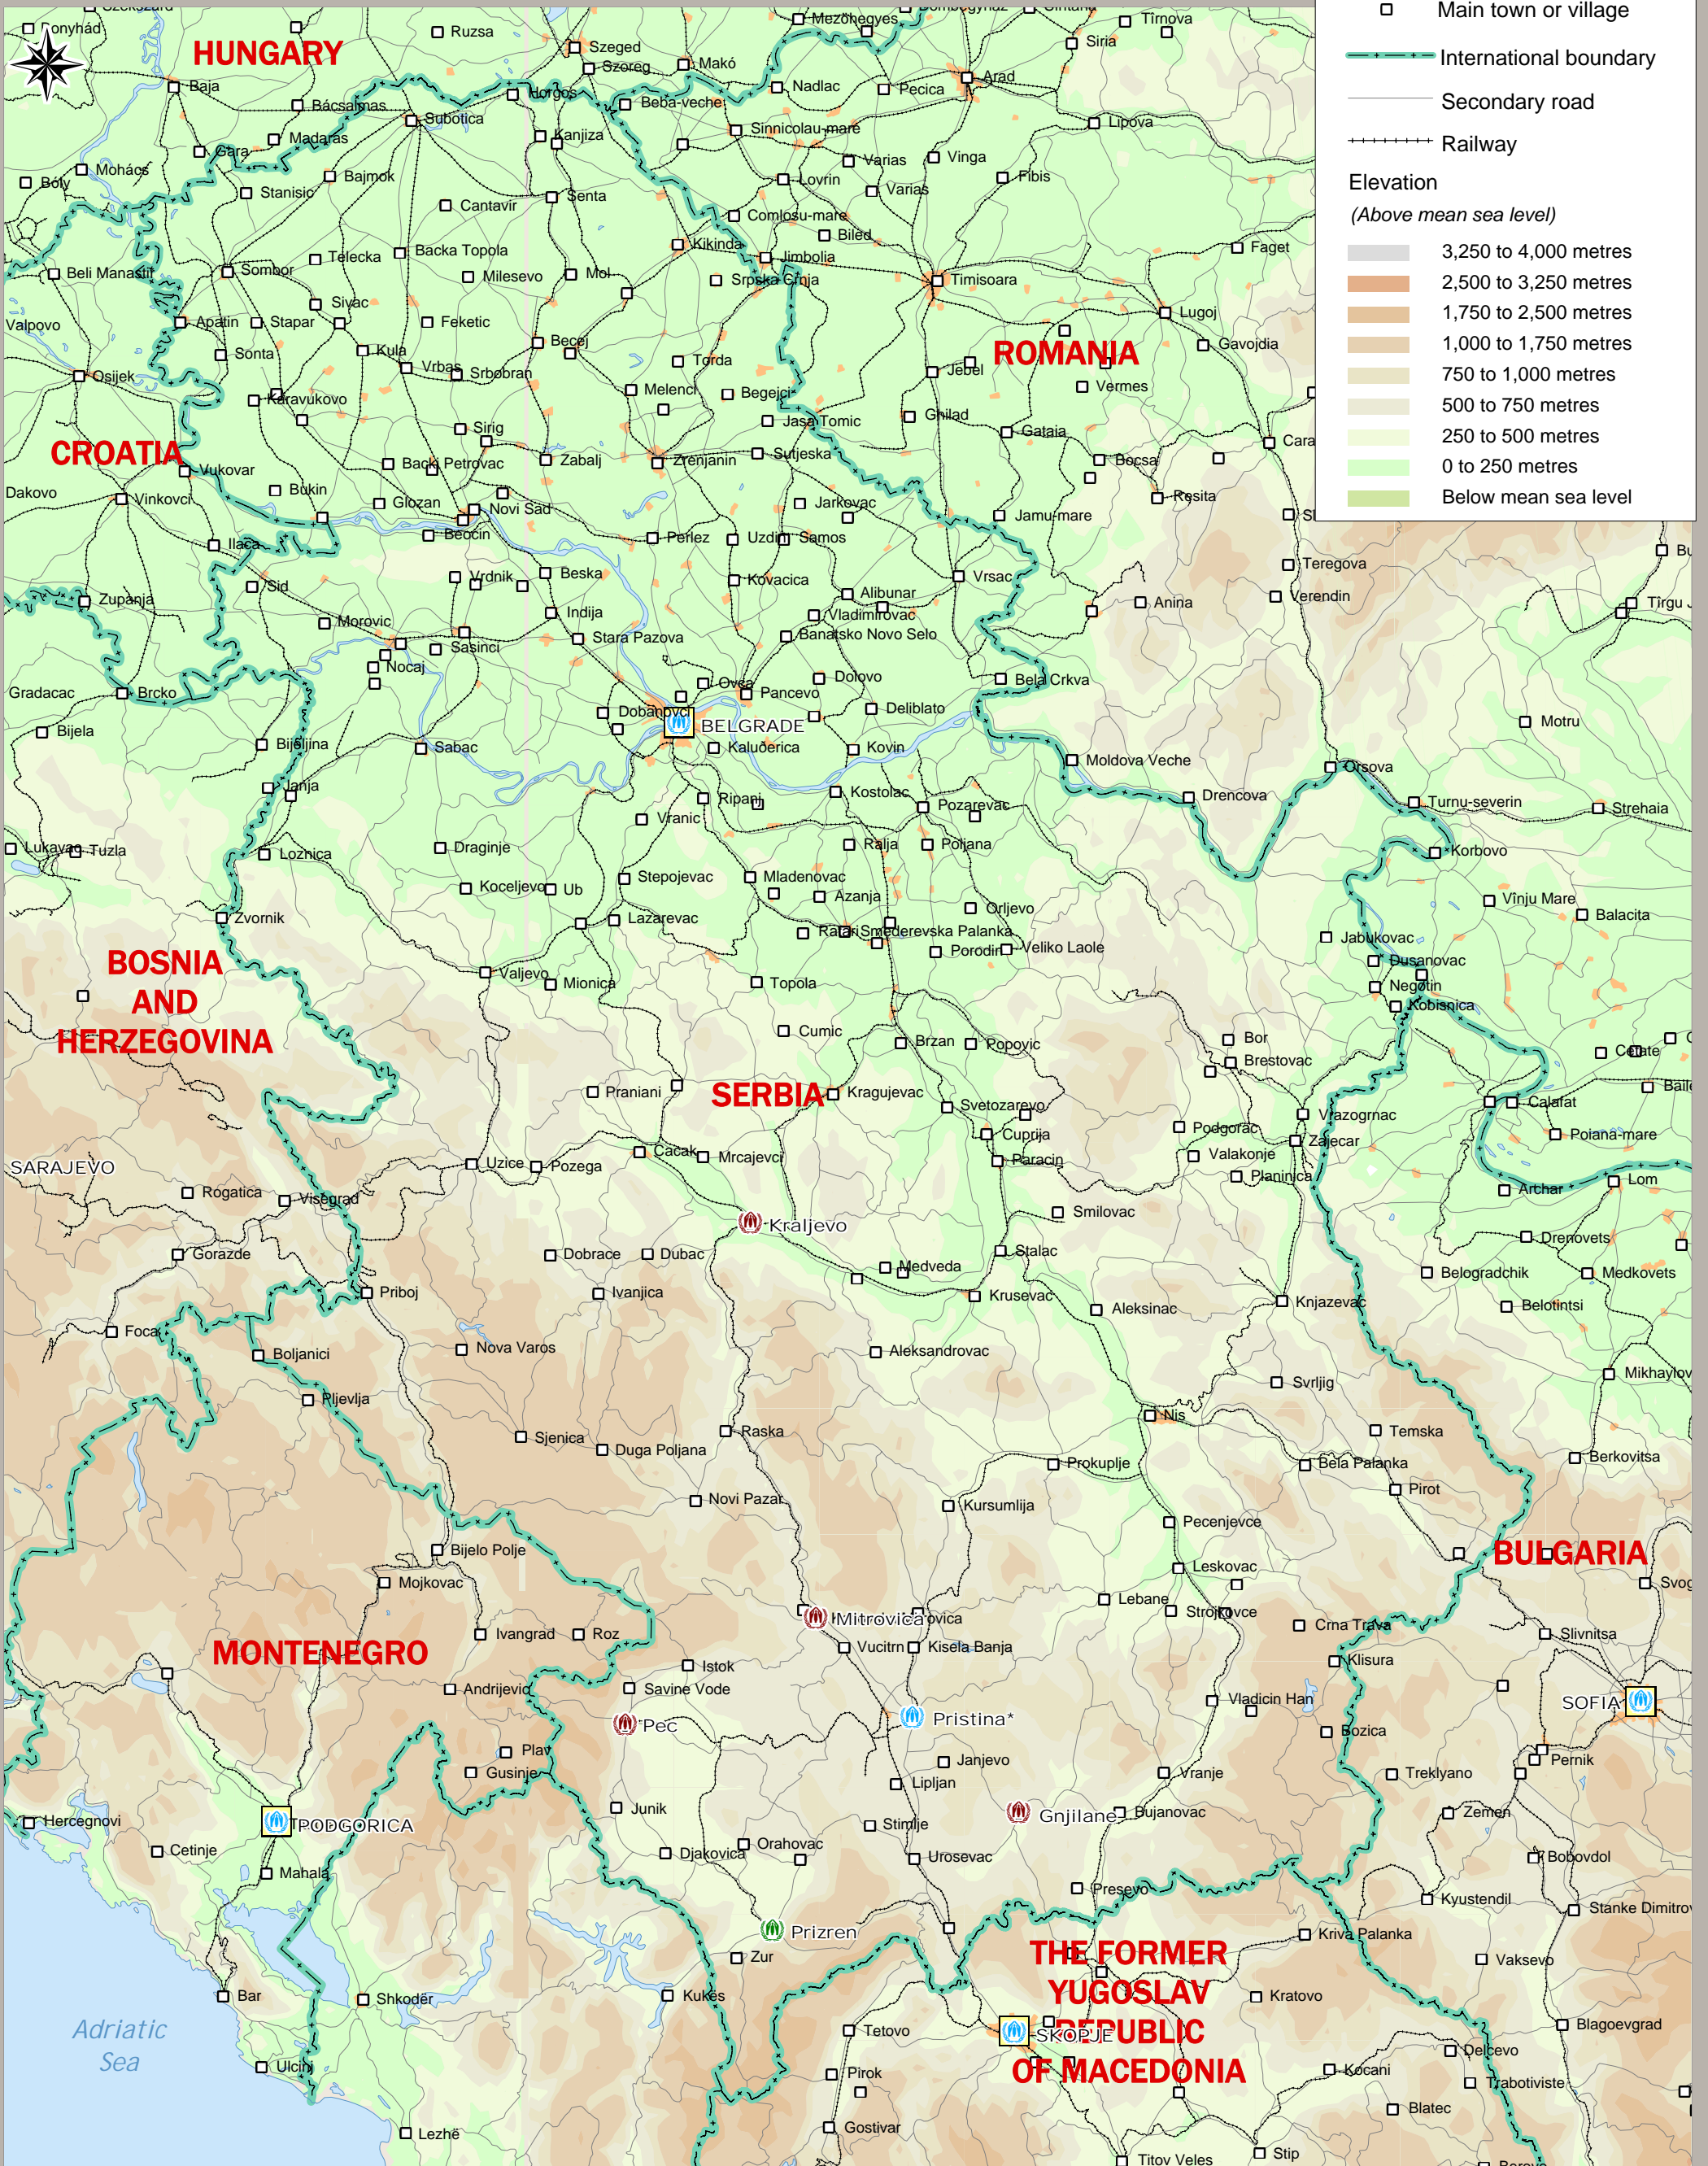 Main town or village
International boundary
Secondary road
Railway
Elevation
(Above mean sea level)
3,250 to 4,000 metres
2,500 to 3,250 metres
1,750 to 2,500 metres
1,000 to 1,750 metres
750 to 1,000 metres
500 to 750 metres
250 to 500 metres
0 to 250 metres
Below mean sea level
HUNGARY
Ruzsa
Szeged
Szoreg
Makó
Mezöhegyes
Tîrnova
Siria
Arad
Nadlac
Pecica
Baja
Bácsalmas
Horgos
Beba-veche
Subotica
Madaras
Gara
Kanjiza
Sinnicolau-mare
Lipova
Mohács
Bóly
Bajmok
Stanisic
Cantavir
Senta
Lovrin
Varias
Vinga
Varias
Fibis
Comlosu-mare
Biled
Kikinda
Jimbolia
Faget
Telecka
Backa Topola
Beli Manastir
Sombor
Milesevo
Mol
Srpska Crnja
Timisoara
Sivac
Valpovo
Apatin
Stapar
Feketic
Lugoj
Becej
Gavojdia
ROMANIA
Sonta
Kula
Vrbas
Srbobran
Torda
Osijek
Jebel
Vermes
Karavukovo
Melenci
Begejci
Jasa Tomic
Ghilad
Gataia
CROATIA
Sirig
Vukovar
Backi Petrovac
Zabalj
Zrenjanin
Sutjeska
Bocsa
Dakovo
Vinkovci
Bukin
Glozan
Novi Sad
Jarkovac
Resita
Jamu-mare
Ilaca
Beocin
Perlez
Uzdin
Samos
Sid
Vrdnik
Beska
Kovacica
Vrsac
Teregova
Zupanja
Indija
Alibunar
Anina
Verendin
Morovic
Vladimirovac
Banatsko Novo Selo
Stara Pazova
Sasinci
Nocaj
Gradacac
Brcko
Ovca
Pancevo
Dolovo
Bela Crkva
Dobanovci
BELGRADE
Deliblato
Motru
Bijela
Bijeljina
Sabac
Kaluđerica
Kovin
Moldova Veche
Orsova
Janja
Ripanj
Kostolac
Pozarevac
Drencova
Turnu-severin
Strehaia
Vranic
Lukavac
Tuzla
Loznica
Draginje
Ralja
Poljana
Korbovo
Koceljevo
Ub
Stepojevac
Mladenovac
Azanja
Vînju Mare
Balacita
Orljevo
Zvornik
Lazarevac
Ratari
Smederevska Palanka
Porodin
Veliko Laole
Jabukovac
Dusanovac
BOSNIA
AND
HERZEGOVINA
Valjevo
Mionica
Topola
Negotin
Kobisnica
Cumic
Brzan
Popovic
Bor
Brestovac
Cetate
Praniani
SERBIA
Kragujevac
Svetozarevo
Vrazogrnac
Calafat
Cuprija
Podgorac
Zajecar
Poiana-mare
SARAJEVO
Uzice
Pozega
Cacak
Mrcajevci
Paracin
Valakonje
Planinica
Rogatica
Visegrad
Archar
Lom
Kraljevo
Smilovac
Gorazde
Dobrace
Dubac
Stalac
Drenovets
Medveda
Belogradchik
Medkovets
Priboj
Ivanjica
Krusevac
Aleksinac
Knjazevac
Belotintsi
Foca
Boljanici
Nova Varos
Aleksandrovac
Pljevlja
Svrljig
Nis
Sjenica
Duga Poljana
Raska
Temska
Prokuplje
Bela Palanka
Berkovitsa
Novi Pazar
Kursumlija
Pirot
Pecenjevce
Bijelo Polje
BULGARIA
Mojkovac
Leskovac
Lebane
Strojkovce
Mitrovica
Crna Trava
MONTENEGRO
Ivangrad
Roz
Vucitrn
Kisela Banja
Slivnitsa
Istok
Klisura
Andrijevic
Savine Vode
Vladicin Han
SOFIA
Pec
Pristina*
Bozica
Plav
Gusinje
Janjevo
Lipljan
Vranje
Treklyano
Pernik
Junik
Gnjilane
Bujanovac
Zemen
Hercegnovi
PODGORICA
Stimlje
Cetinje
Djakovica
Orahovac
Urosevac
Bobovdol
Mahala
Presevo
Kyustendil
Prizren
Kriva Palanka
Zur
THE FORMER
YUGOSLAV
REPUBLIC
OF MACEDONIA
Vaksevo
Bar
Shkodër
Kukës
Kratovo
Adriatic
Sea
Tetovo
SKOPJE
Blagoevgrad
Delcevo
Ulcinj
Pirok
Kocani
Trabotiviste
Blatec
Lezhë
Gostivar
Titov Veles
Stip